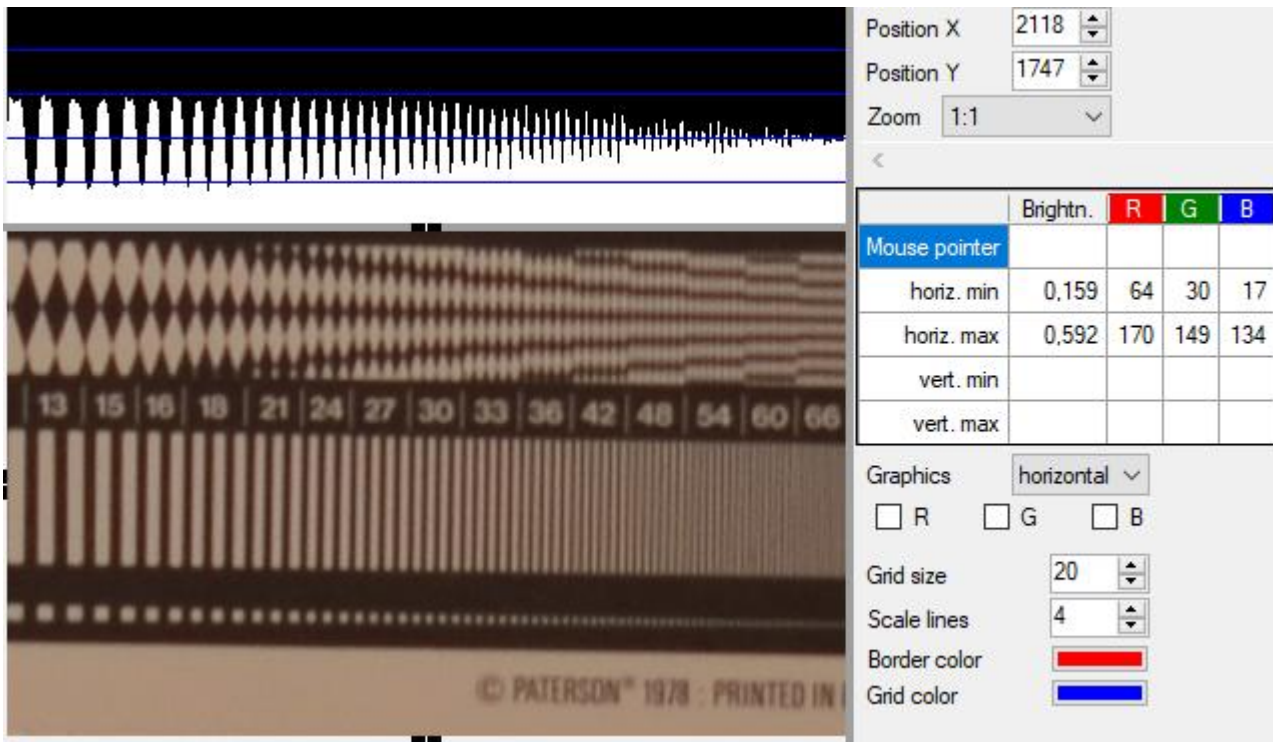 Position X 2118
Position Y 1747
Zoom 1:1
Brightn. R G B
Mouse pointer
horiz. min 0,159 64 30 17
horiz. max 0,592 170 149 134
vert. min
vert. max
Graphics horizontal
R G B
Grid size 20
Scale lines 4
Border color
Grid color
13 15 16 18 21 24 27 30 33 36 42 48 54 60 66
© PATERSON 1978 : PRINTED IN